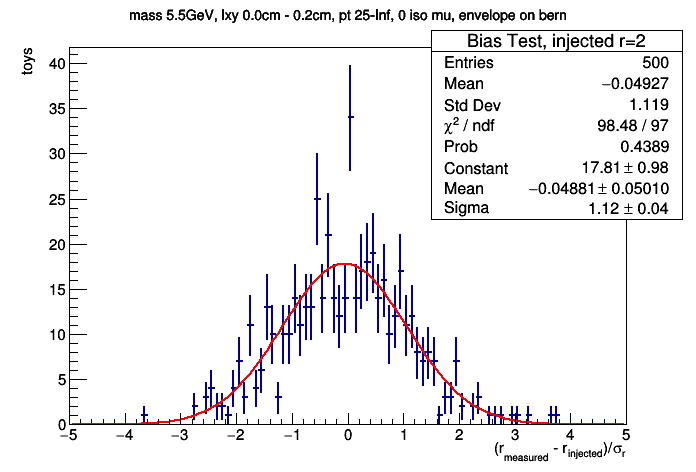 mass 5.5GeV, lxy 0.0cm - 0.2cm, pt 25-Inf, 0 iso mu, envelope on bern
Bias Test, injected r=2
Entries 500
Mean −0.04927
Std Dev 1.119
χ² / ndf 98.48 / 97
Prob 0.4389
Constant 17.81 ± 0.98
Mean −0.04881 ± 0.05010
Sigma 1.12 ± 0.04
toys
40
35
30
25
20
15
10
5
0
−5 −4 −3 −2 −1 0 1 2 3 4 5
(r_measured - r_injected)/σ_r